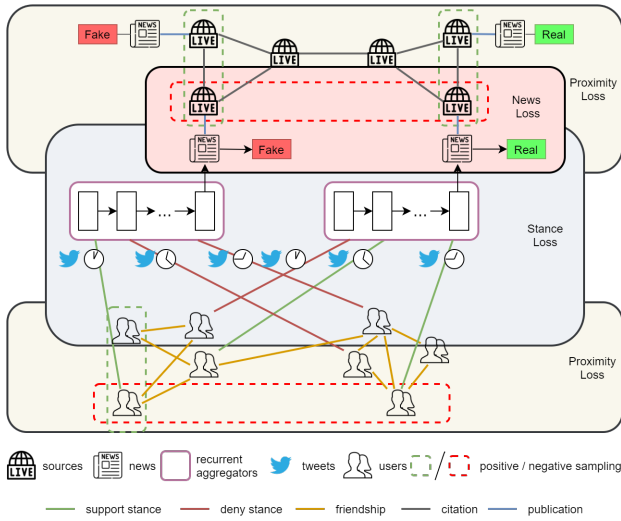 Fake
NEWS
LIVE
LIVE
LIVE
LIVE
NEWS
Real
Proximity
Loss
LIVE
LIVE
News
Loss
NEWS
Fake
NEWS
Real
...
...
Stance
Loss
Proximity
Loss
LIVE
sources
NEWS
news
recurrent
aggregators
tweets
users
/
positive / negative sampling
support stance
deny stance
friendship
citation
publication